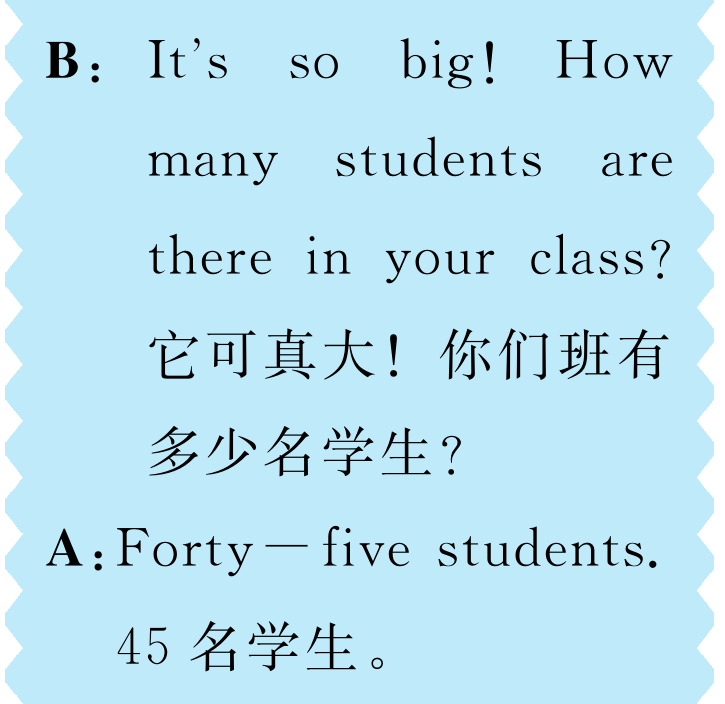 B：It's so big! How
many students are
there in your class?
它可真大！你们班有
多少名学生？
A：Forty－five students.
45 名学生。